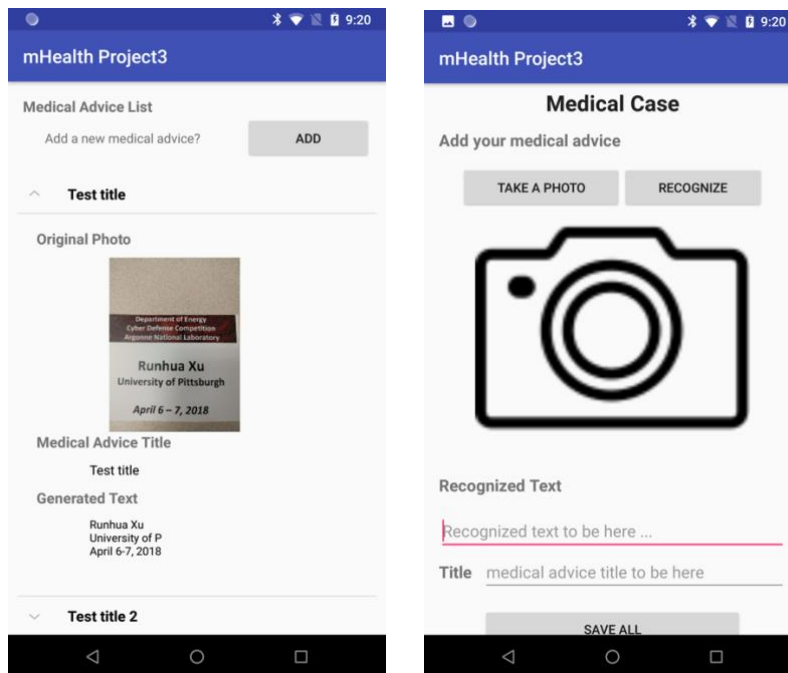 9:20
mHealth Project3
Medical Advice List
Add a new medical advice?
ADD
Test title
Original Photo
Department of Energy
Cyber Defense Competition
Argonne National Laboratory
Runhua Xu
University of Pittsburgh
April 6 – 7, 2018
Medical Advice Title
Test title
Generated Text
Runhua Xu
University of P
April 6-7, 2018
Test title 2
9:20
mHealth Project3
Medical Case
Add your medical advice
TAKE A PHOTO
RECOGNIZE
Recognized Text
Recognized text to be here ...
Title medical advice title to be here
SAVE ALL